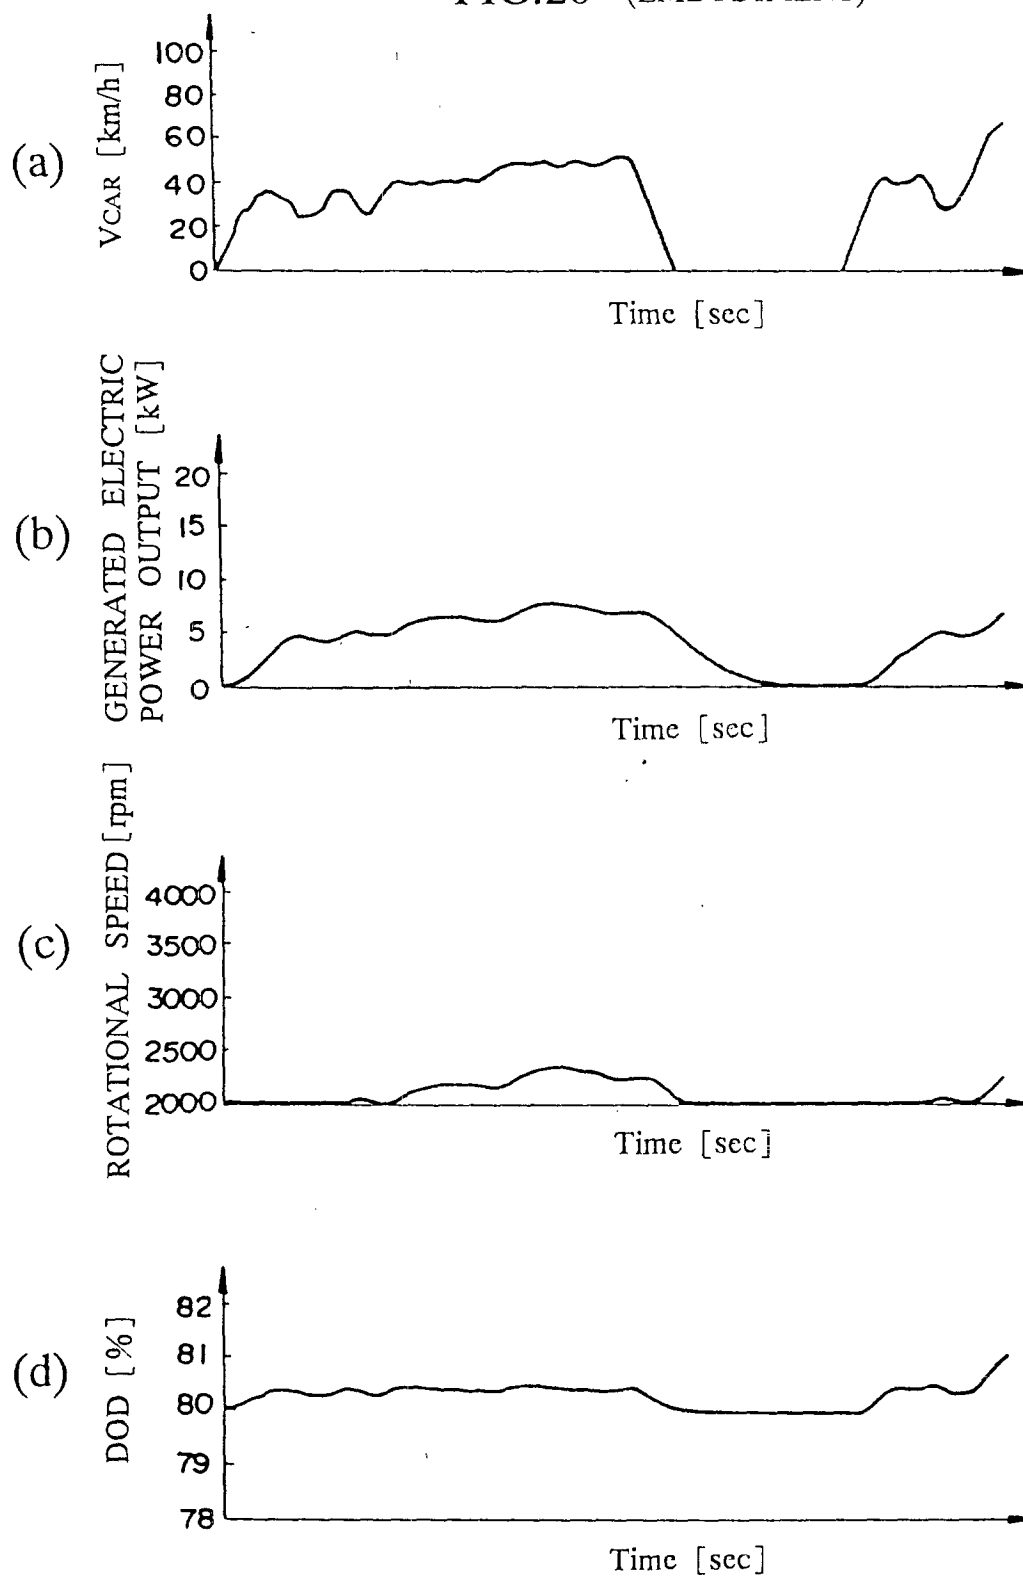 (a)
VCAR [km/h]
100
80
60
40
20
0
Time [sec]
(b)
GENERATED ELECTRIC
POWER OUTPUT [kW]
20
15
10
5
0
Time [sec]
(c)
ROTATIONAL SPEED [rpm]
4000
3500
3000
2500
2000
Time [sec]
(d)
DOD [%]
82
81
80
79
78
Time [sec]